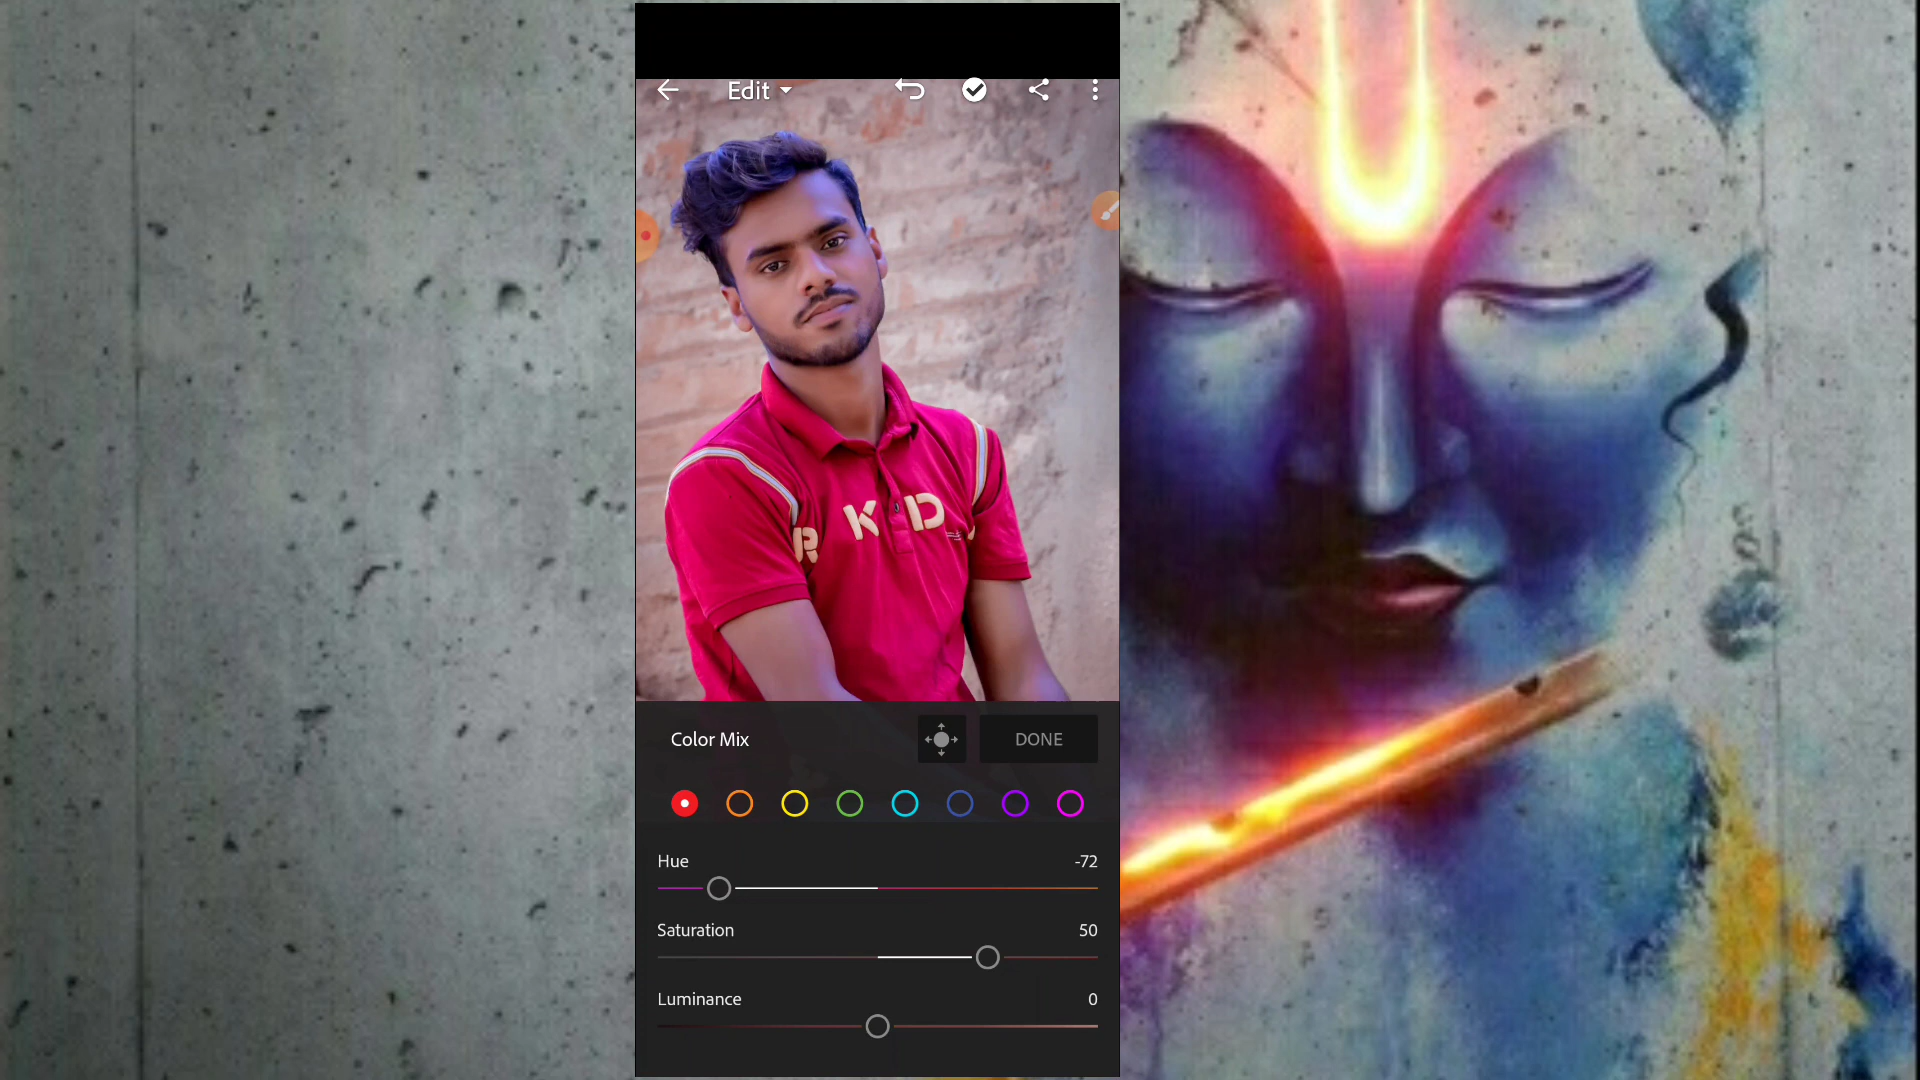 Edit
R K D
Color Mix
DONE
Hue -72
Saturation 50
Luminance 0